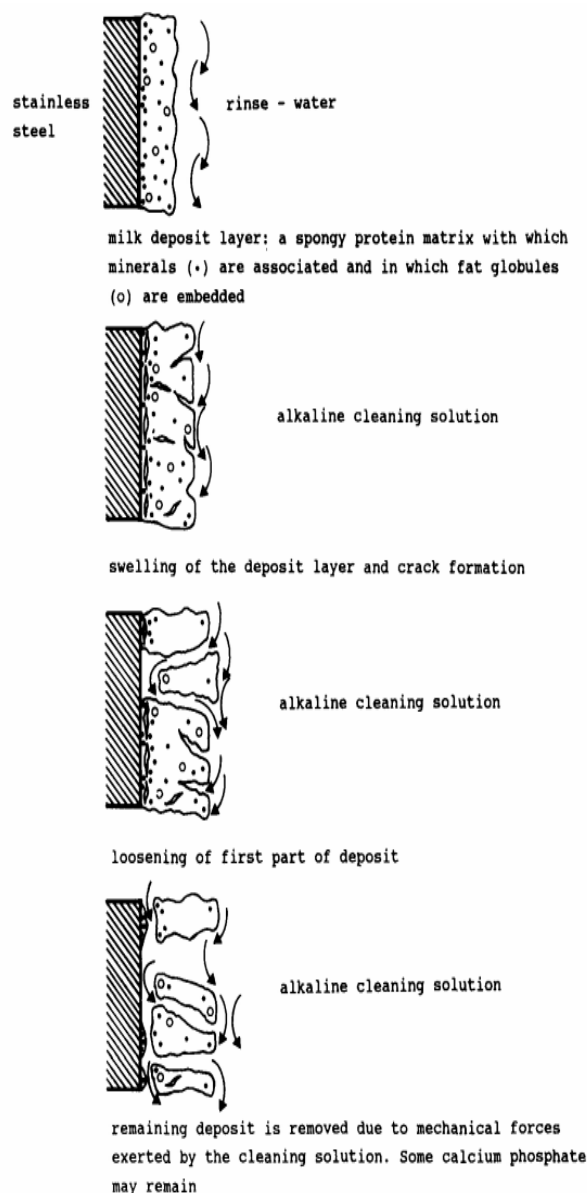 stainless
steel
rinse - water
milk deposit layer: a spongy protein matrix with which
minerals (•) are associated and in which fat globules
(o) are embedded
alkaline cleaning solution
swelling of the deposit layer and crack formation
alkaline cleaning solution
loosening of first part of deposit
alkaline cleaning solution
remaining deposit is removed due to mechanical forces
exerted by the cleaning solution. Some calcium phosphate
may remain